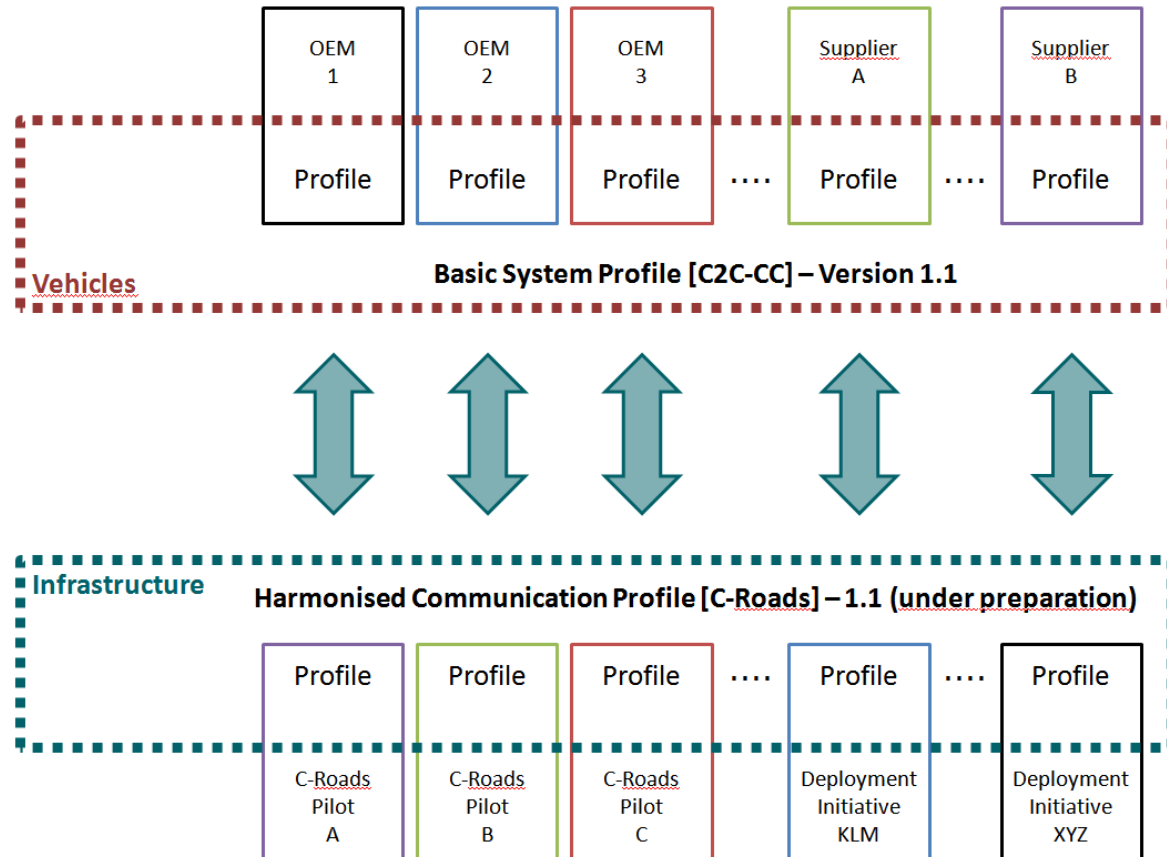 OEM
1
OEM
2
OEM
3
Supplier
A
Supplier
B
Profile
Profile
Profile
....
Profile
....
Profile
Vehicles
Basic System Profile [C2C-CC] – Version 1.1
Infrastructure
Harmonised Communication Profile [C-Roads] – 1.1 (under preparation)
Profile
Profile
Profile
....
Profile
....
Profile
C-Roads
Pilot
A
C-Roads
Pilot
B
C-Roads
Pilot
C
Deployment
Initiative
KLM
Deployment
Initiative
XYZ